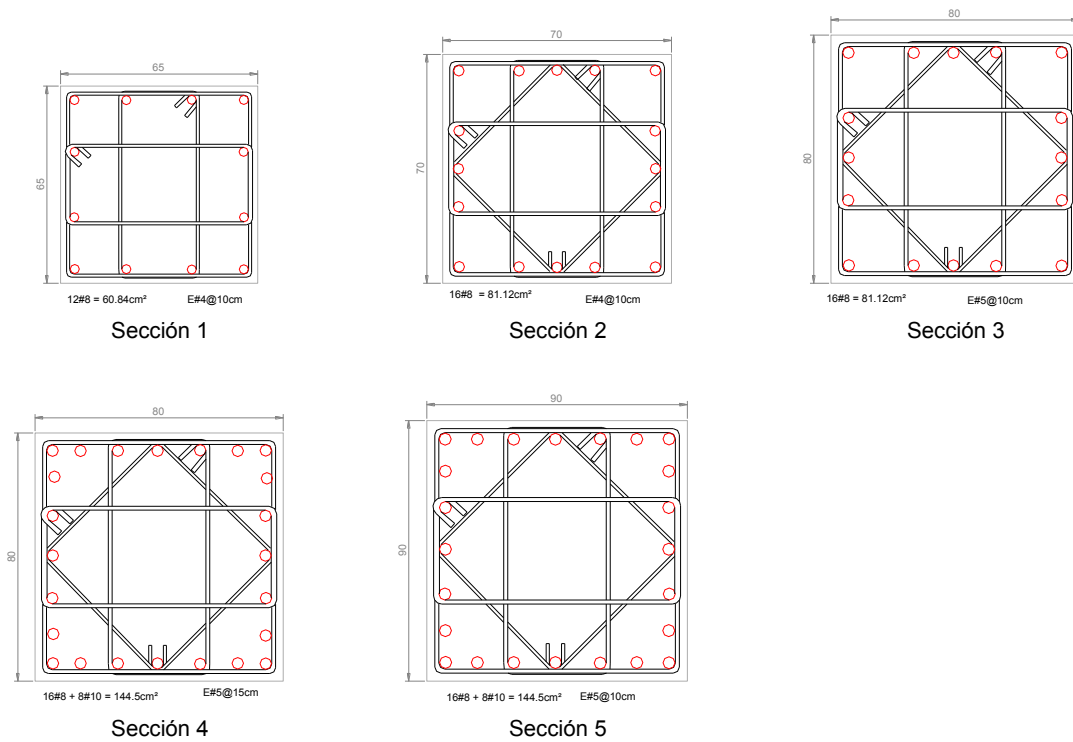 65
65
12#8 = 60.84cm² E#4@10cm
Sección 1
70
70
16#8 = 81.12cm² E#4@10cm
Sección 2
80
80
16#8 = 81.12cm² E#5@10cm
Sección 3
80
80
16#8 + 8#10 = 144.5cm² E#5@15cm
Sección 4
90
90
16#8 + 8#10 = 144.5cm² E#5@10cm
Sección 5